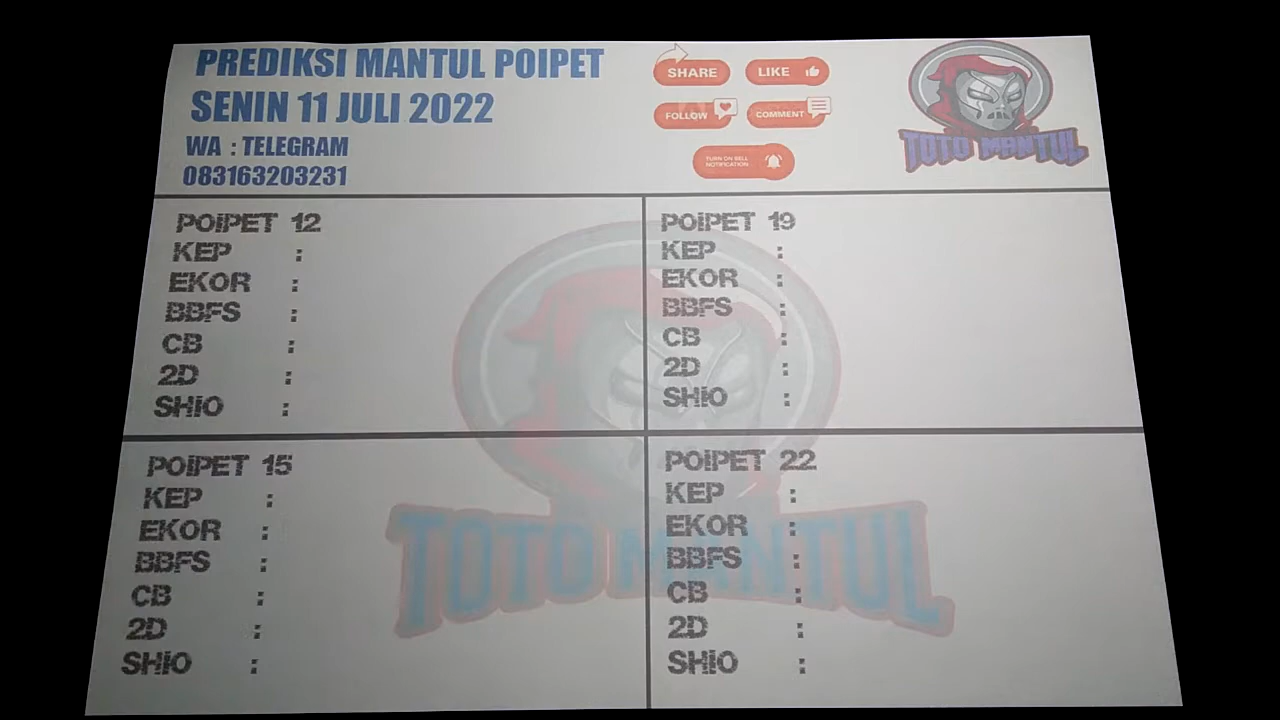 PREDIKSI MANTUL POIPET
SENIN 11 JULI 2022
WA : TELEGRAM
083163203231
SHARE
LIKE
FOLLOW
COMMENT
TURN ON BELL
NOTIFICATION
TOTO MANTUL
POIPET 12
KEP :
EKOR :
BBFS :
CB :
2D :
SHIO :
POIPET 19
KEP :
EKOR :
BBFS :
CB :
2D :
SHIO :
POIPET 15
KEP :
EKOR :
BBFS :
CB :
2D :
SHIO :
POIPET 22
KEP :
EKOR :
BBFS :
CB :
2D :
SHIO :
TOTO MANTUL